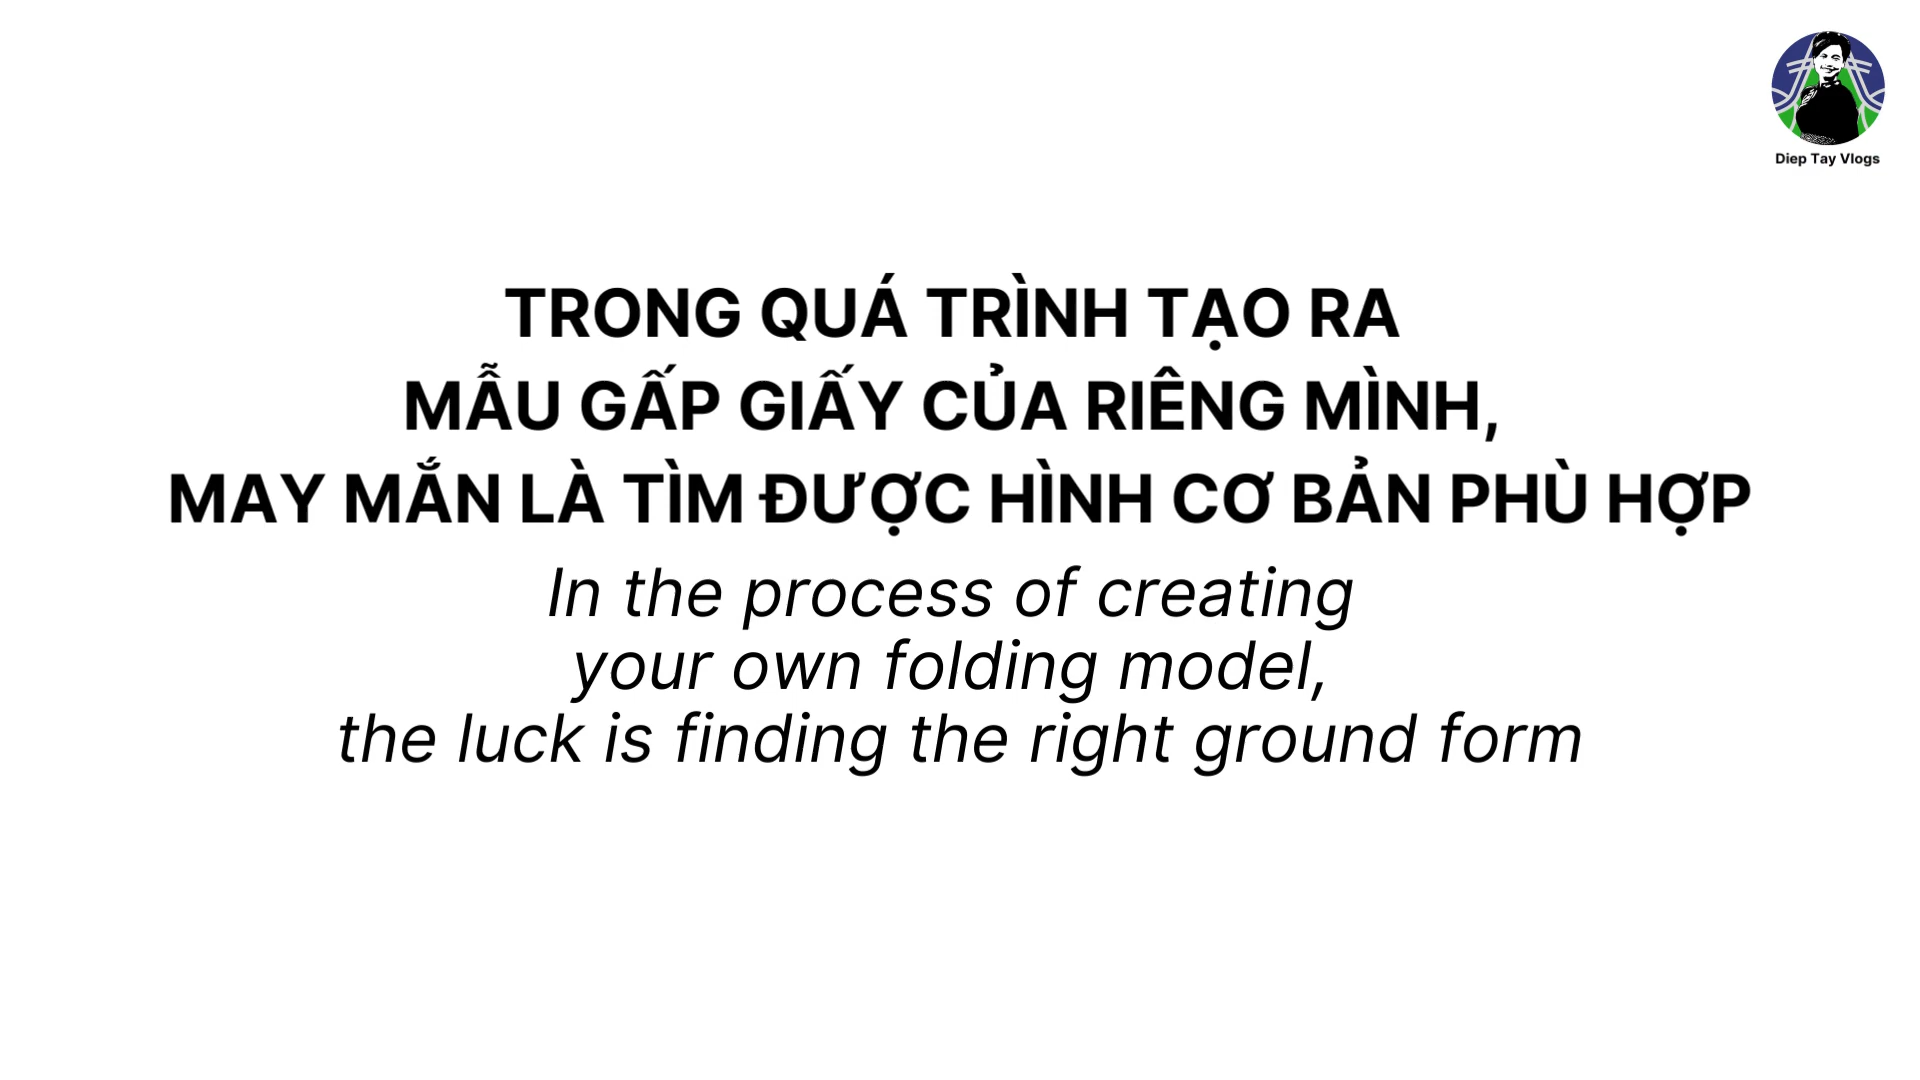 Diep Tay Vlogs
TRONG QUÁ TRÌNH TẠO RA
MẪU GẤP GIẤY CỦA RIÊNG MÌNH,
MAY MẮN LÀ TÌM ĐƯỢC HÌNH CƠ BẢN PHÙ HỢP
In the process of creating
your own folding model,
the luck is finding the right ground form